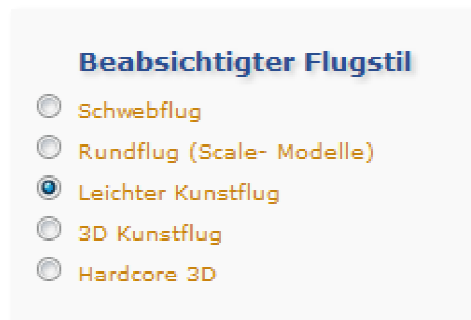 Beabsichtigter Flugstil
Schwebflug
Rundflug (Scale- Modelle)
Leichter Kunstflug
3D Kunstflug
Hardcore 3D